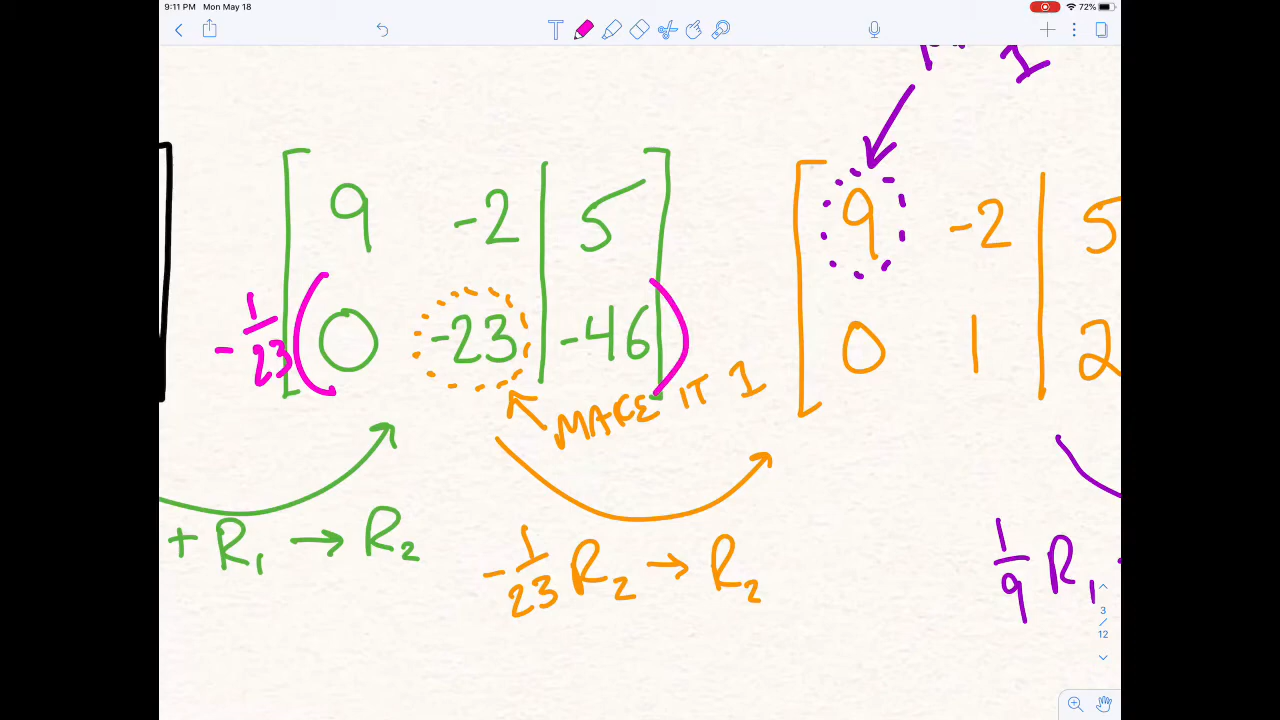 9:11 PM Mon May 18
72%
T
1
[ 9 -2 | 5 ]
-1/23 ( 0 -23 | -46 )
MAKE IT 1
[ 9 -2 | 5
0 1 | 2
+ R₁ → R₂
-1/23 R₂ → R₂
1/9 R₁
3
/
12